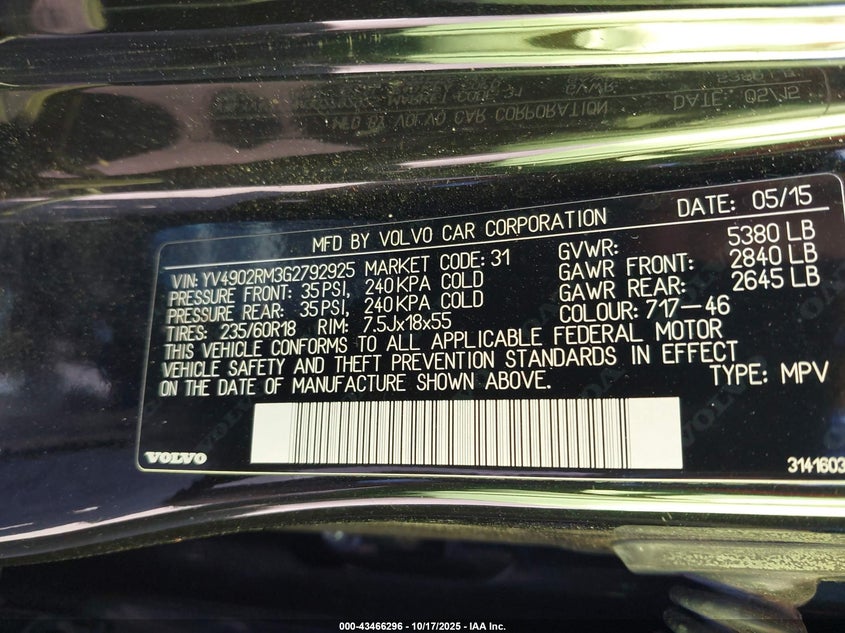 MFD BY VOLVO CAR CORPORATION DATE: 05/15
VIN: YV4902RM3G2792925 MARKET CODE: 31 GVWR: 5380 LB
PRESSURE FRONT: 35PSI, 240KPA COLD GAWR FRONT: 2840 LB
PRESSURE REAR: 35PSI, 240KPA COLD GAWR REAR: 2645 LB
TIRES: 235/60R18 RIM: 7.5Jx18x55 COLOUR: 717-46
THIS VEHICLE CONFORMS TO ALL APPLICABLE FEDERAL MOTOR
VEHICLE SAFETY AND THEFT PREVENTION STANDARDS IN EFFECT
ON THE DATE OF MANUFACTURE SHOWN ABOVE. TYPE: MPV
VOLVO
3141603
000-43466296 - 10/17/2025 - IAA Inc.